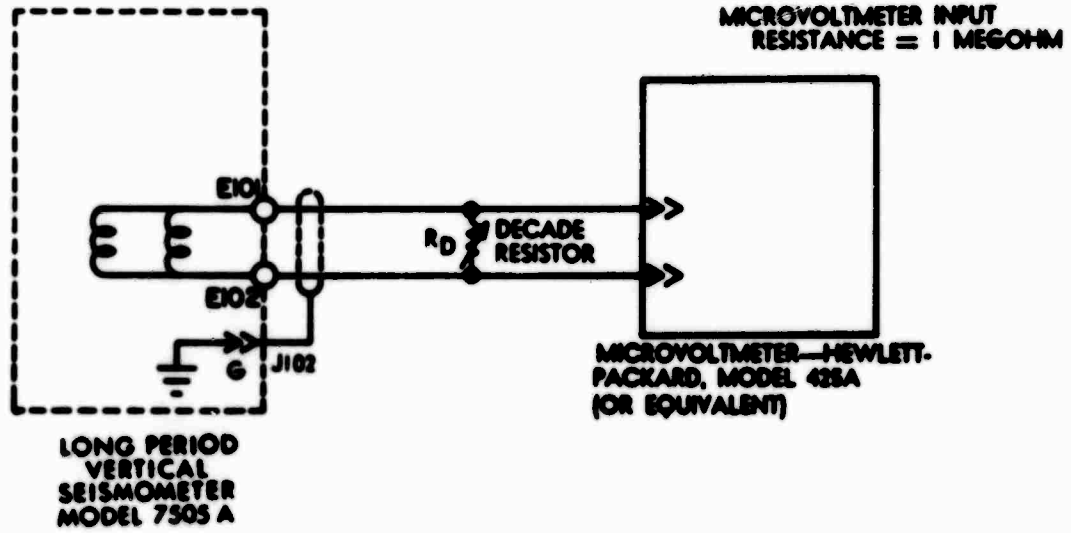 MICROVOLTMETER INPUT
RESISTANCE = 1 MEGOHM
E101
RD
DECADE
RESISTOR
E102
G
J102
MICROVOLTMETER—HEWLETT-
PACKARD, MODEL 425A
(OR EQUIVALENT)
LONG PERIOD
VERTICAL
SEISMOMETER
MODEL 7505 A